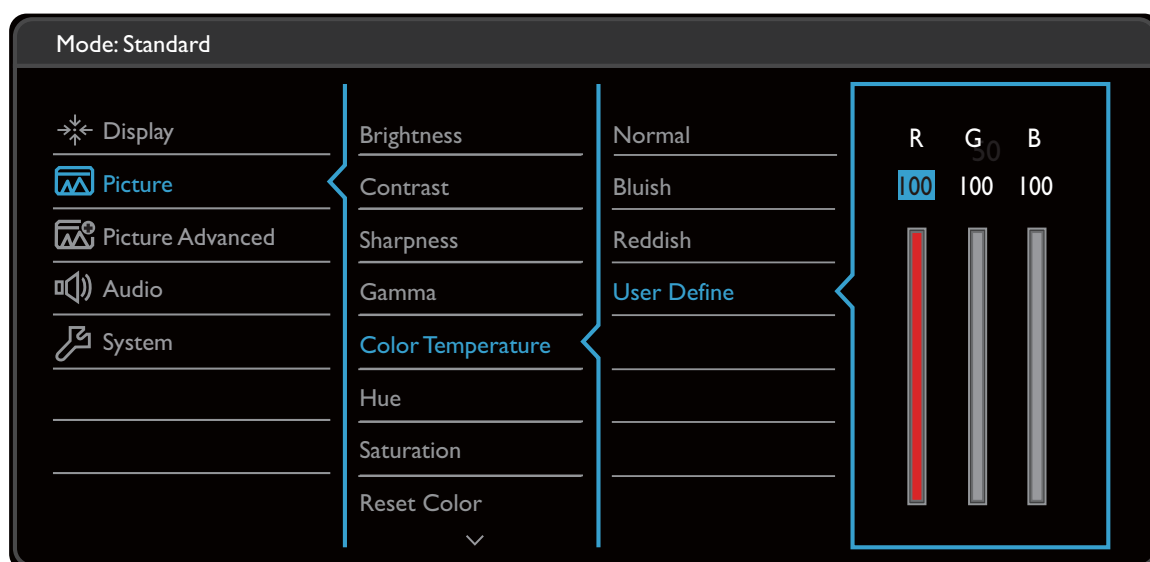 Mode: Standard
Display
Picture
Picture Advanced
Audio
System
Brightness
Contrast
Sharpness
Gamma
Color Temperature
Hue
Saturation
Reset Color
Normal
Bluish
Reddish
User Define
R G B
50
100 100 100